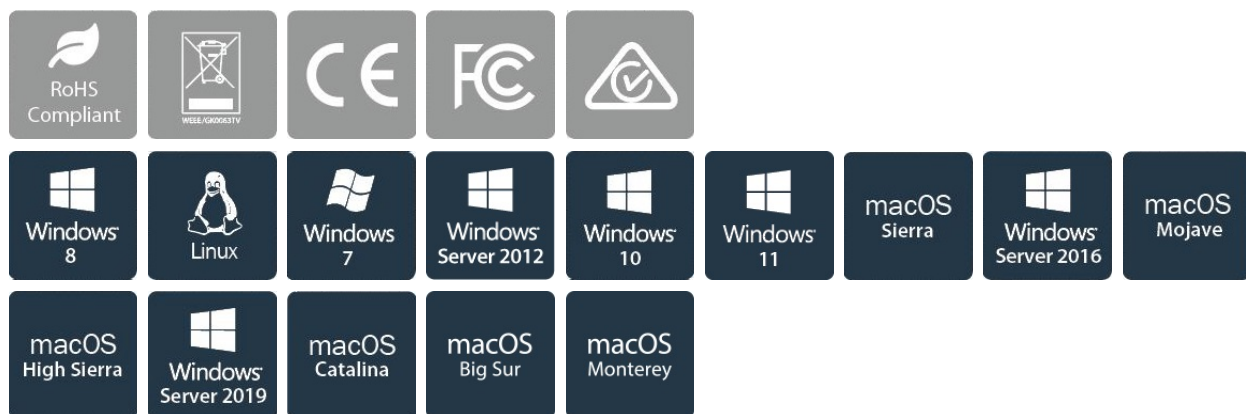 RoHS
Compliant
WEEE/GK0063TV
CE
FC
Windows
8
Linux
Windows
7
Windows
Server 2012
Windows
10
Windows
11
macOS
Sierra
Windows
Server 2016
macOS
Mojave
macOS
High Sierra
Windows
Server 2019
macOS
Catalina
macOS
Big Sur
macOS
Monterey